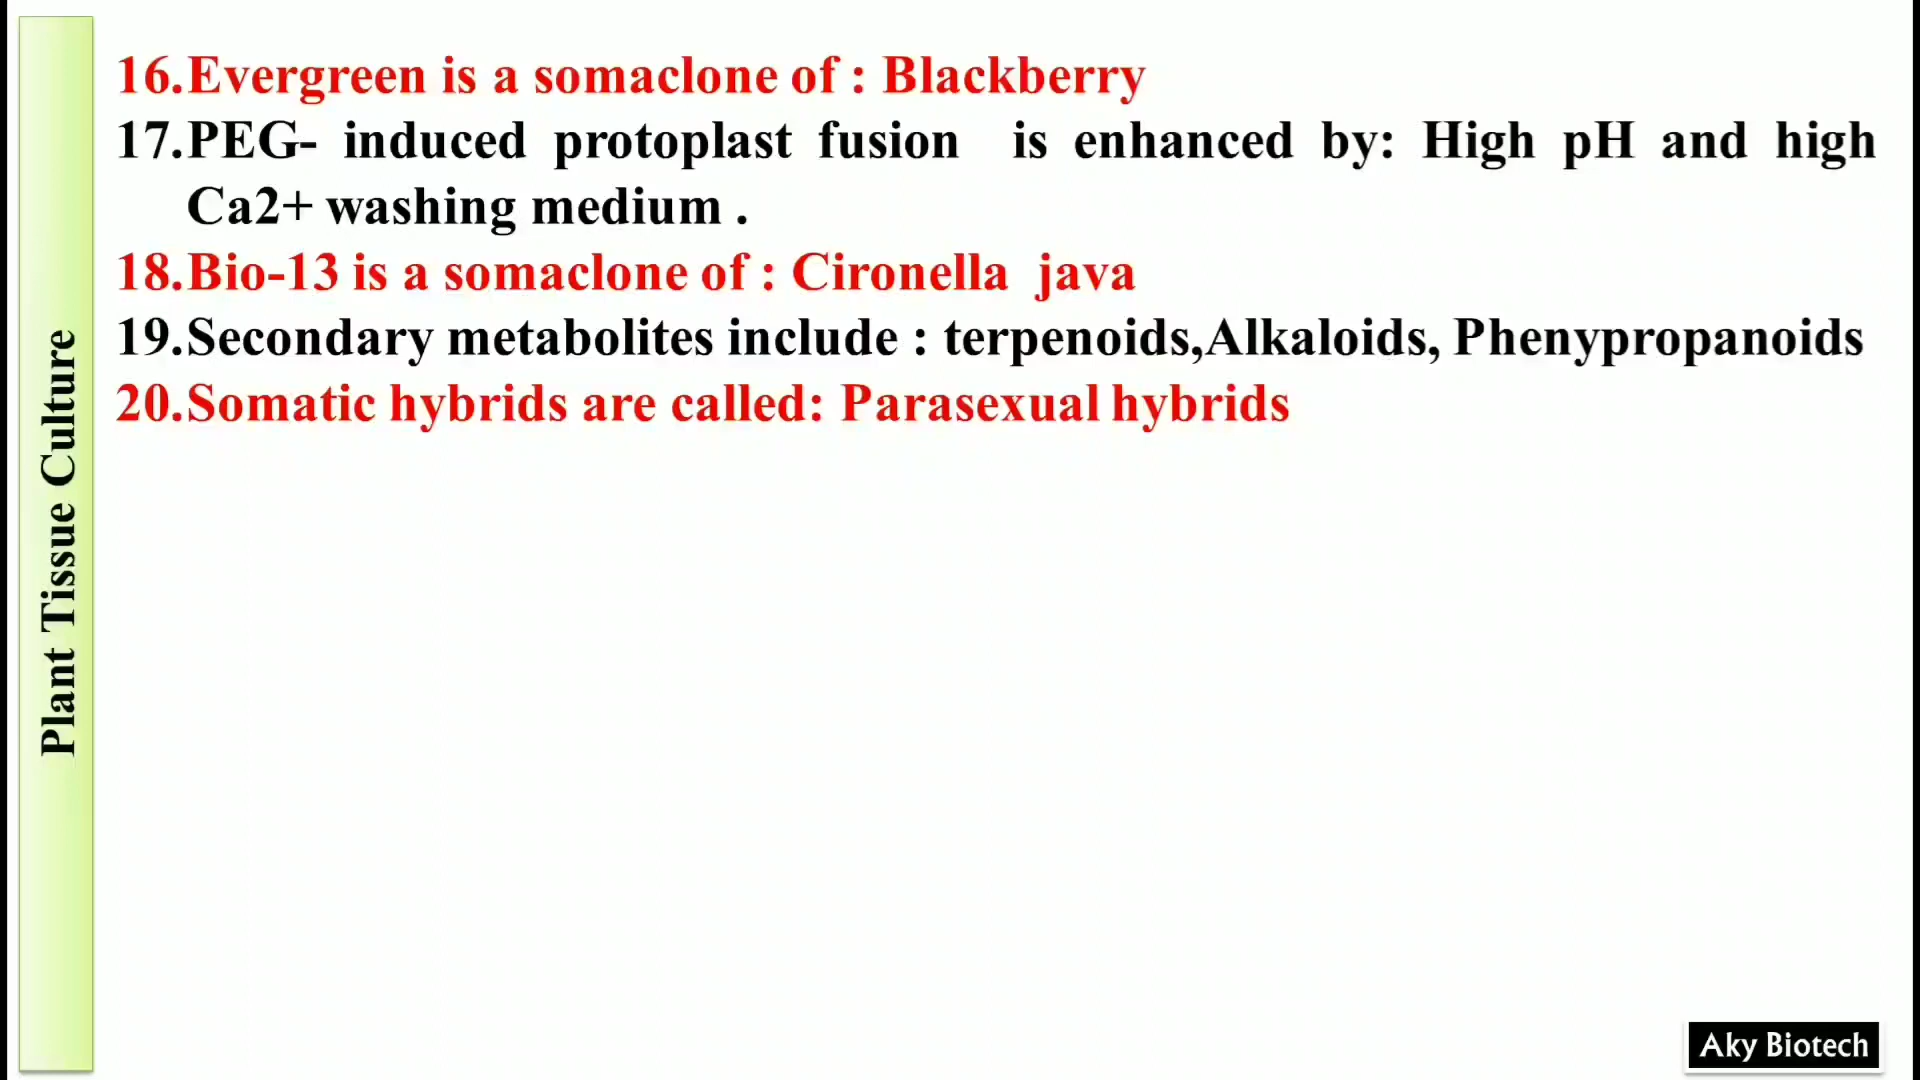 Plant Tissue Culture
16.Evergreen is a somaclone of : Blackberry
17.PEG- induced protoplast fusion is enhanced by: High pH and high
Ca2+ washing medium .
18.Bio-13 is a somaclone of : Cironella java
19.Secondary metabolites include : terpenoids,Alkaloids, Phenypropanoids
20.Somatic hybrids are called: Parasexual hybrids
Aky Biotech